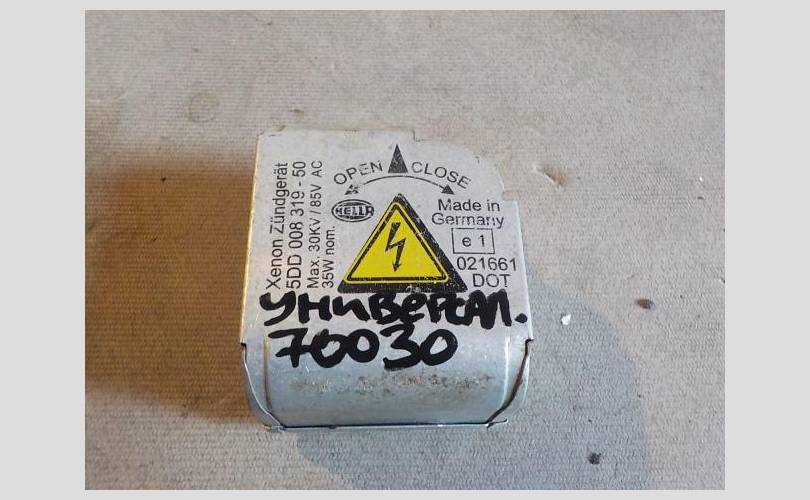 OPEN CLOSE
Xenon Zündgerät
5DD 008 319 - 50
Max. 30KV / 85V AC
35W nom.
HELLA
Made in
Germany
e 1
021661
DOT
универсал.
70030